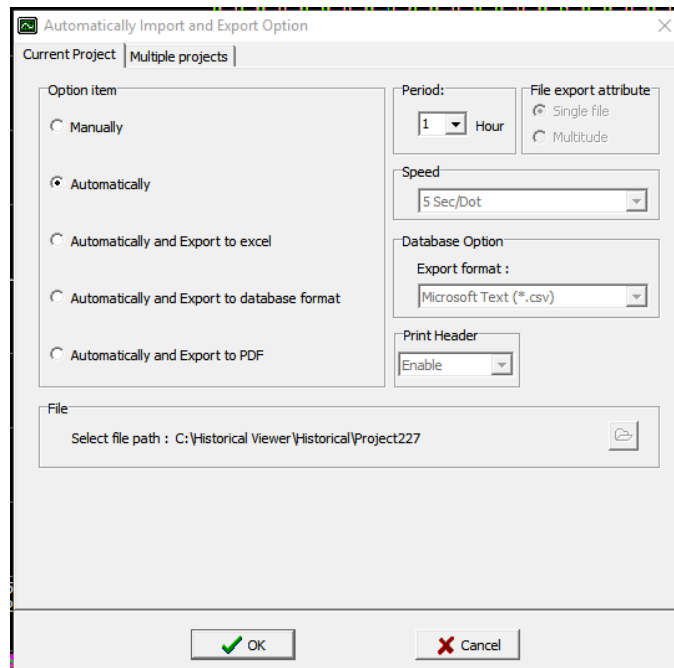 Automatically Import and Export Option
Current Project
Multiple projects
Option item
Manually
Automatically
Automatically and Export to excel
Automatically and Export to database format
Automatically and Export to PDF
Period:
1 Hour
File export attribute
Single file
Multitude
Speed
5 Sec/Dot
Database Option
Export format :
Microsoft Text (*.csv)
Print Header
Enable
File
Select file path : C:\Historical Viewer\Historical\Project227
OK
Cancel